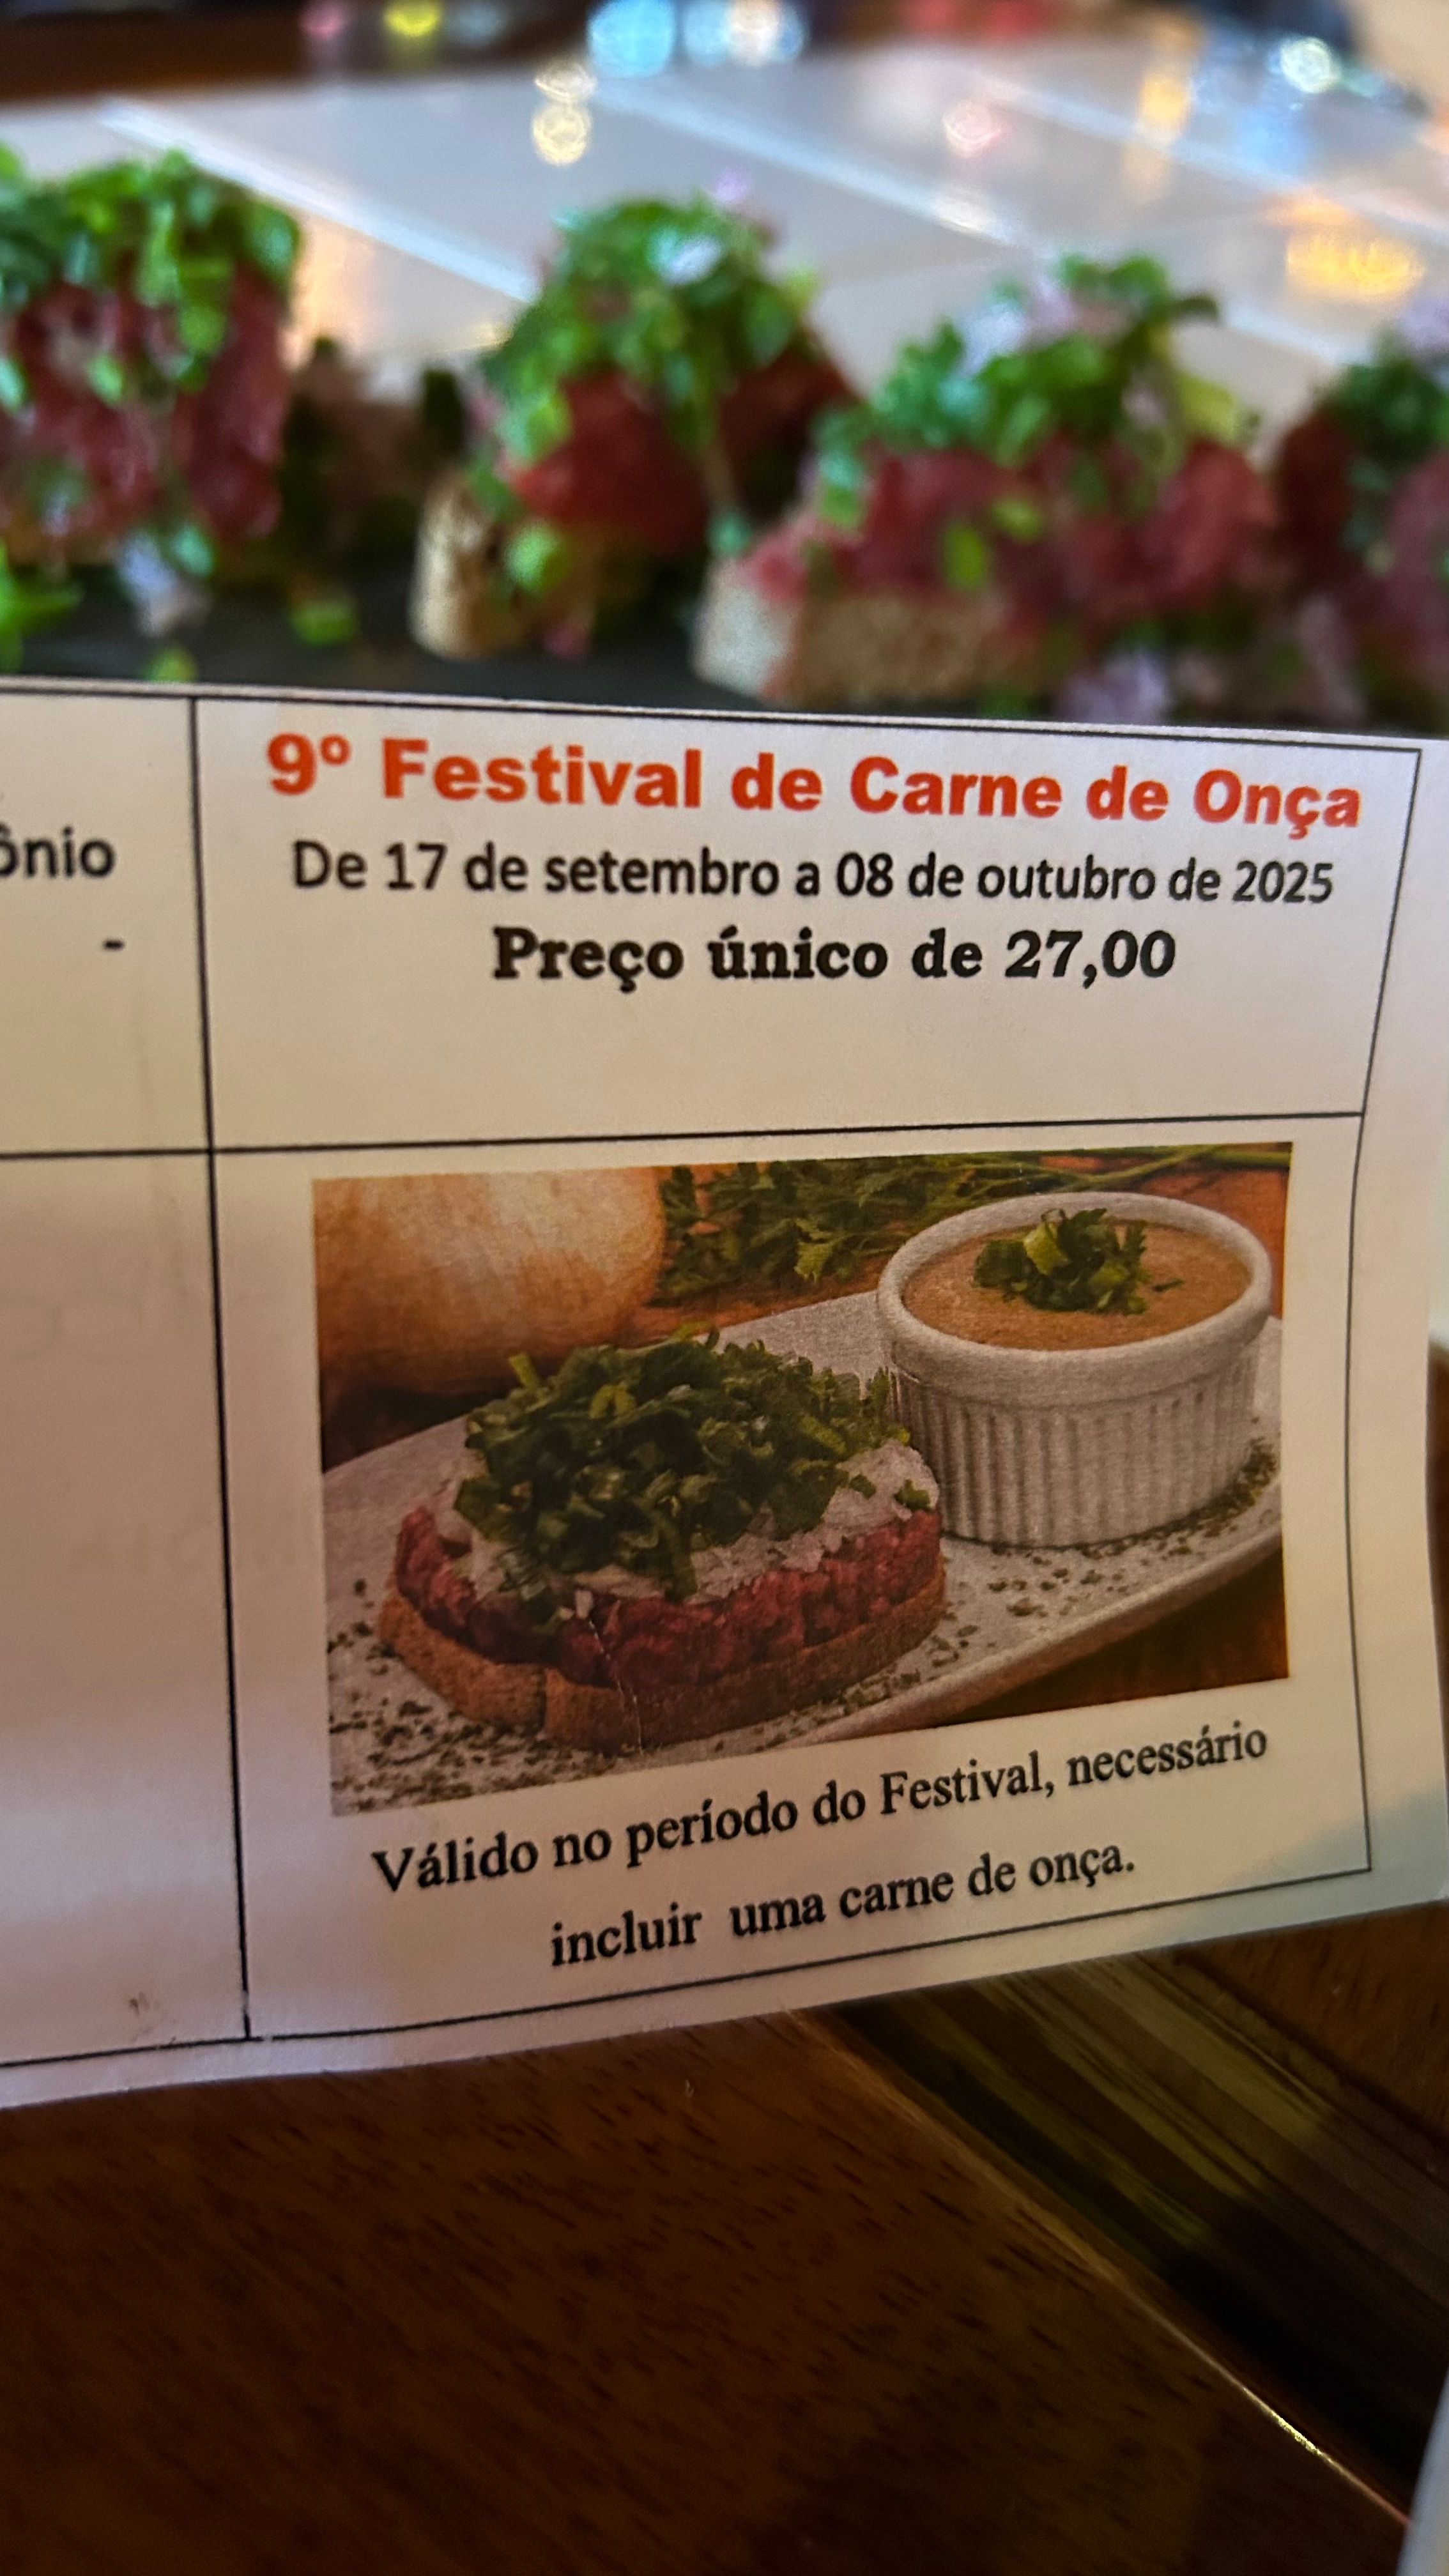 ônio
-
9º Festival de Carne de Onça
De 17 de setembro a 08 de outubro de 2025
Preço único de 27,00
Válido no período do Festival, necessário
incluir uma carne de onça.